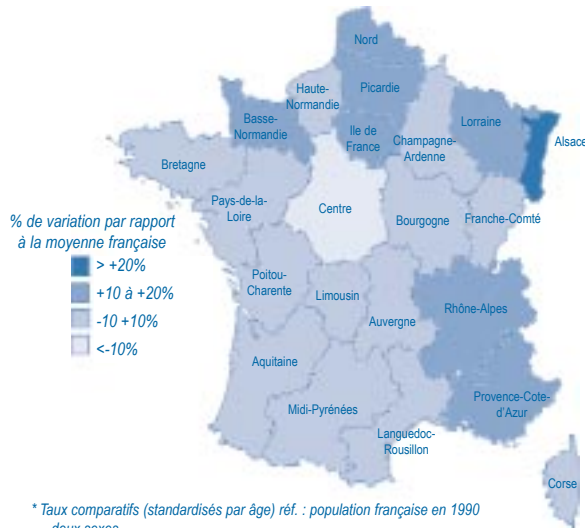 Nord
Haute-
Normandie
Picardie
Basse-
Normandie
Ile de
France
Champagne-
Ardenne
Lorraine
Alsace
Bretagne
Pays-de-la-
Loire
Centre
Bourgogne
Franche-Comté
% de variation par rapport
à la moyenne française
> +20%
+10 à +20%
-10 +10%
<-10%
Poitou-
Charente
Limousin
Auvergne
Rhône-Alpes
Aquitaine
Midi-Pyrénées
Languedoc-
Rousillon
Provence-Cote-
d'Azur
Corse
* Taux comparatifs (standardisés par âge) réf. : population française en 1990
deux sexes